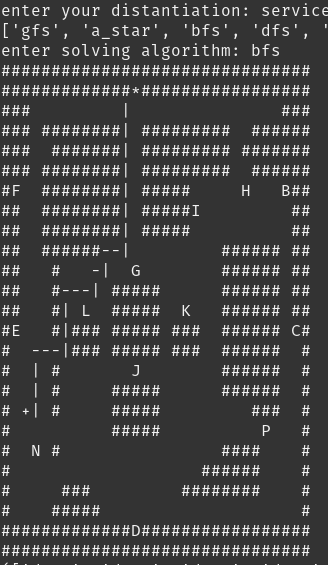 enter your distantiation: service
['gfs', 'a_star', 'bfs', 'dfs', '
enter solving algorithm: bfs
###############################
#############*#################
###         |               ###
### ########| #########  ######
###  #######| ######### #######
### ########| #########  ######
#F  ########| #####     H   B##
##  ########| #####I         ##
##  ########| #####          ##
##  ######--|         ###### ##
##   #   -|  G        ###### ##
##   #---| #####      ###### ##
##   #| L  #####  K   ###### ##
#E   #|### ##### ###  ###### C#
#  ---|### ##### ###  ######  #
#  | #       J        ######  #
#  | #     #####      ######  #
# +| #     #####         ###  #
#          #####          P   #
#  N #                ####    #
#                   ######    #
#     ###         ########    #
#    #####                    #
#############D#################
###############################